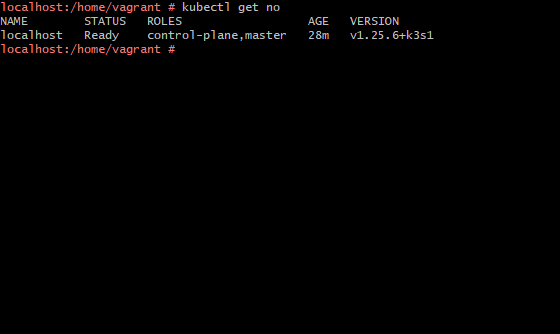 localhost:/home/vagrant # kubectl get no
NAME        STATUS   ROLES                  AGE   VERSION
localhost   Ready    control-plane,master   28m   v1.25.6+k3s1
localhost:/home/vagrant #